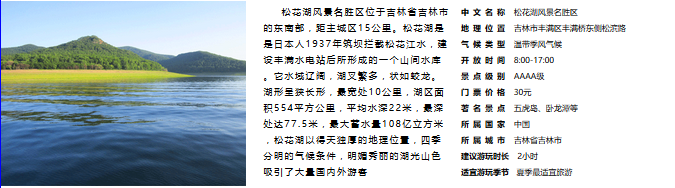 松花湖风景名胜区位于吉林省吉林市
的东南部，距主城区15公里。松花湖是
是日本人1937年筑坝拦截松花江水，建
设丰满水电站后所形成的一个山间水库
。它水域辽阔，湖叉繁多，状如蛟龙。
湖形呈狭长形，最宽处10公里，湖区面
积554平方公里，平均水深22米，最深
处达77.5米，最大蓄水量108亿立方米
，松花湖以得天独厚的地理位置，四季
分明的气候条件，明媚秀丽的湖光山色
吸引了大量国内外游客
中文名称 松花湖风景名胜区
地理位置 吉林市丰满区丰满桥东侧松滨路
气候类型 温带季风气候
开放时间 8:00-17:00
景点级别 AAAA级
门票价格 30元
著名景点 五虎岛、卧龙潭等
所属国家 中国
所属城市 吉林省吉林市
建议游玩时长 2小时
适宜游玩季节 夏季最适宜旅游